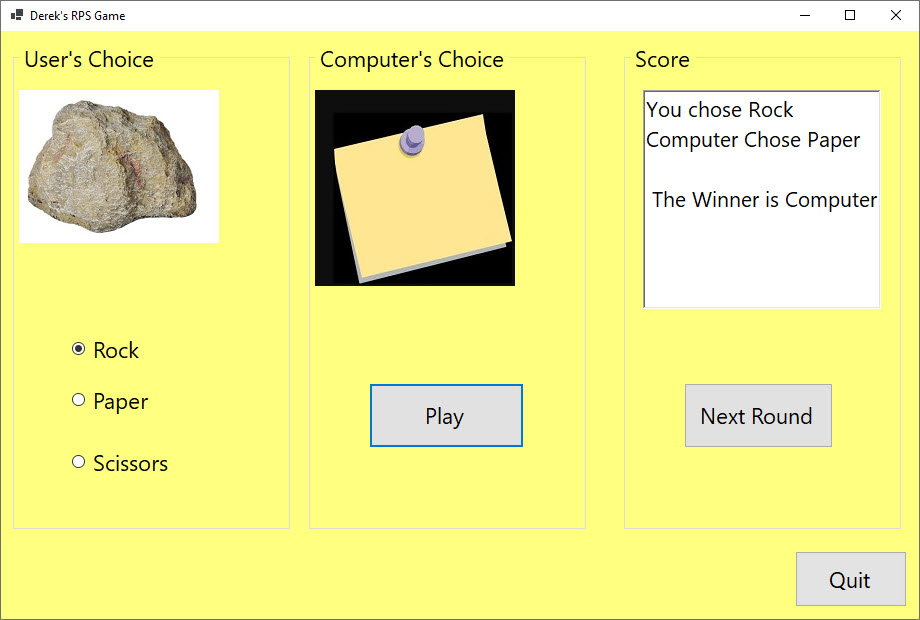 Derek's RPS Game
User's Choice
Rock
Paper
Scissors
Computer's Choice
Play
Score
You chose Rock
Computer Chose Paper
The Winner is Computer
Next Round
Quit